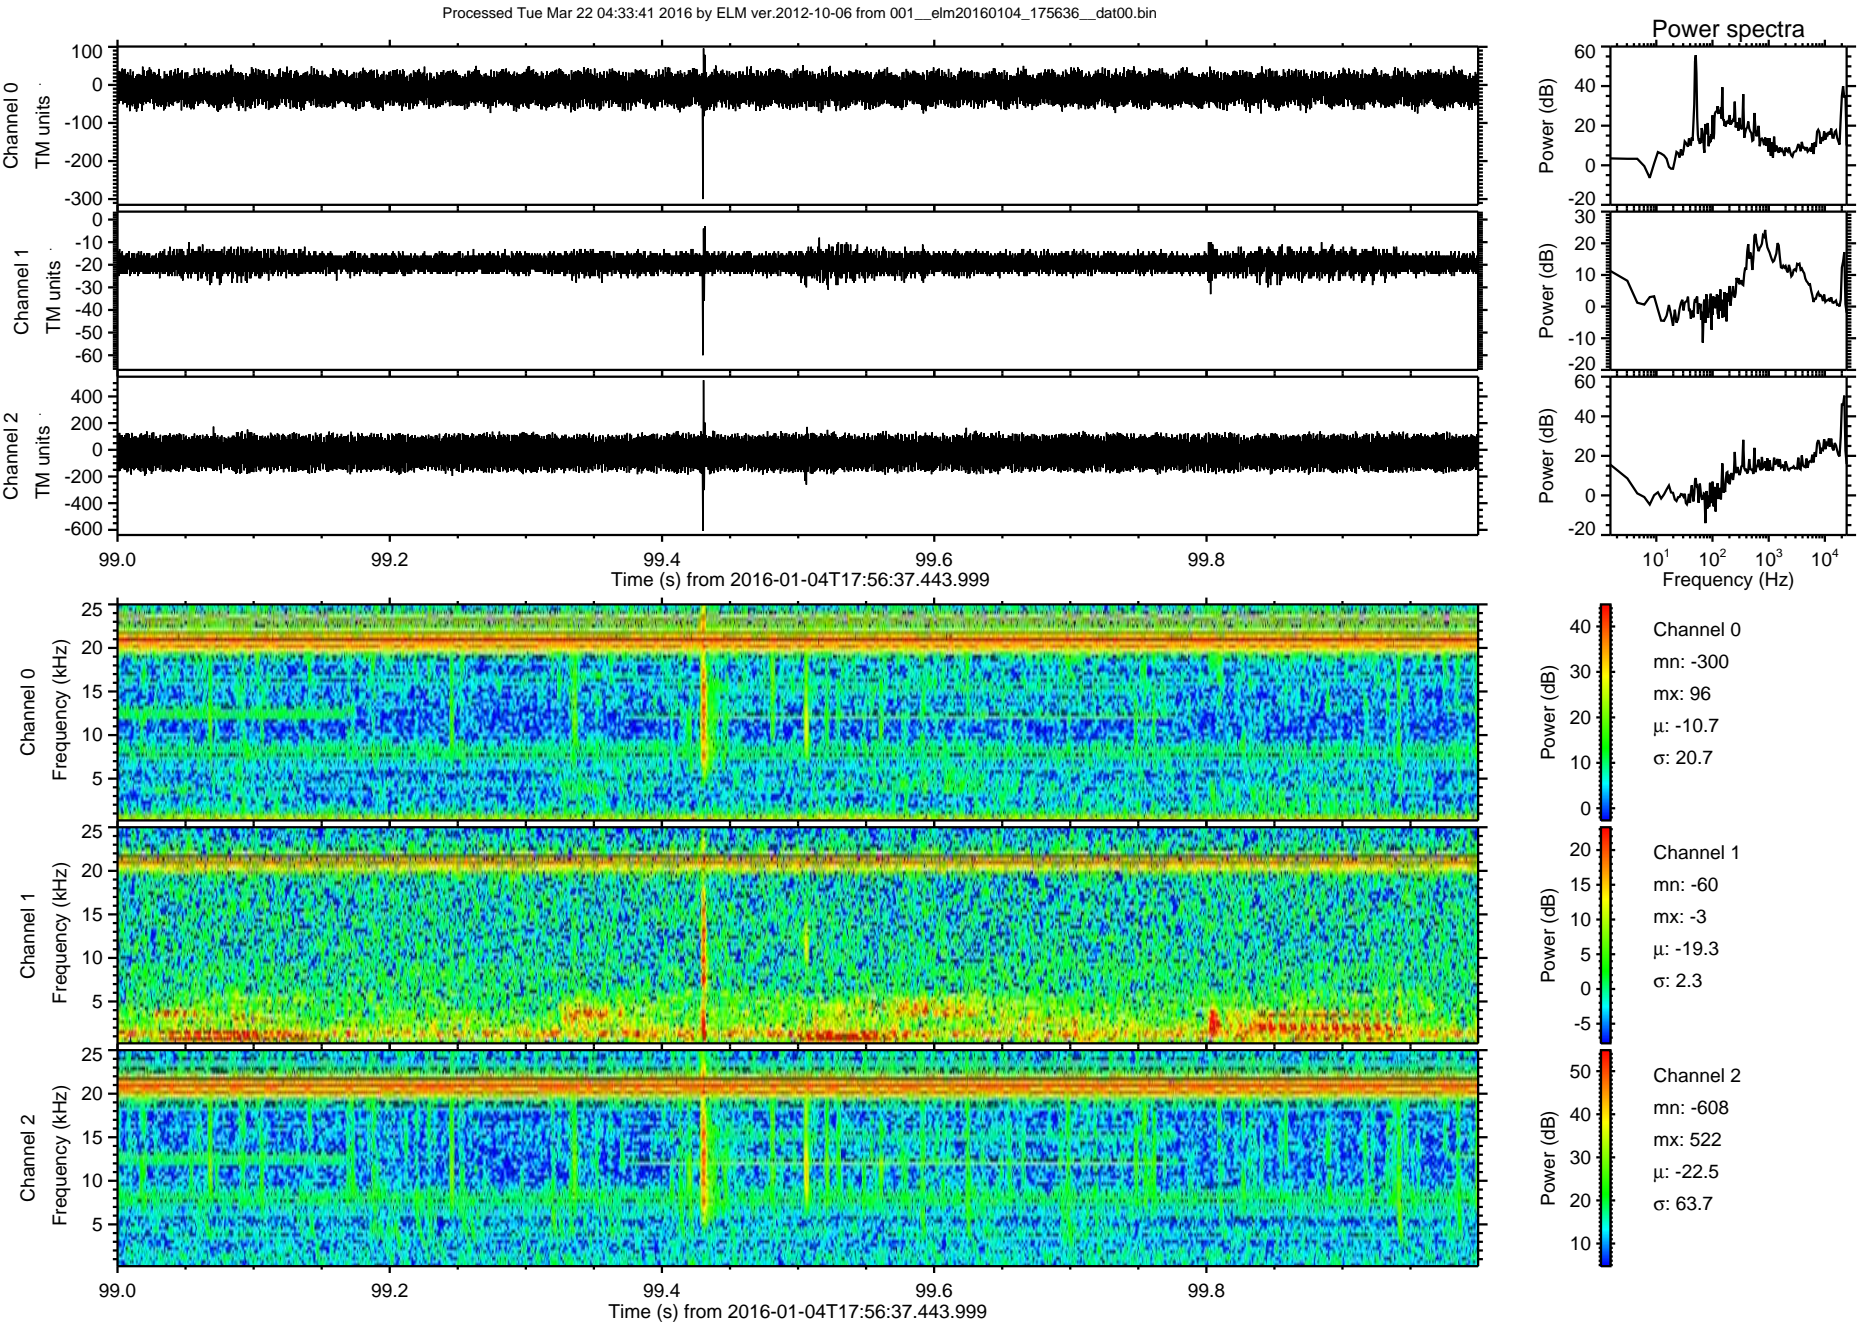 Processed Tue Mar 22 04:33:41 2016 by ELM ver.2012-10-06 from 001__elm20160104_175636__dat00.bin
Power spectra
Channel 0
TM units
100
0
-100
-200
-300
Power (dB)
60
40
20
0
-20
Channel 1
TM units
0
-10
-20
-30
-40
-50
-60
Power (dB)
30
20
10
0
-10
-20
Channel 2
TM units
400
200
0
-200
-400
-600
Power (dB)
60
40
20
0
-20
99.0 99.2 99.4 99.6 99.8
Time (s) from 2016-01-04T17:56:37.443.999
10¹ 10² 10³ 10⁴
Frequency (Hz)
Channel 0
Frequency (kHz)
25
20
15
10
5
Power (dB)
40
30
20
10
0
Channel 0
mn: -300
mx: 96
μ: -10.7
σ: 20.7
Channel 1
Frequency (kHz)
25
20
15
10
5
Power (dB)
20
15
10
5
0
-5
Channel 1
mn: -60
mx: -3
μ: -19.3
σ: 2.3
Channel 2
Frequency (kHz)
25
20
15
10
5
Power (dB)
50
40
30
20
10
Channel 2
mn: -608
mx: 522
μ: -22.5
σ: 63.7
99.0 99.2 99.4 99.6 99.8
Time (s) from 2016-01-04T17:56:37.443.999